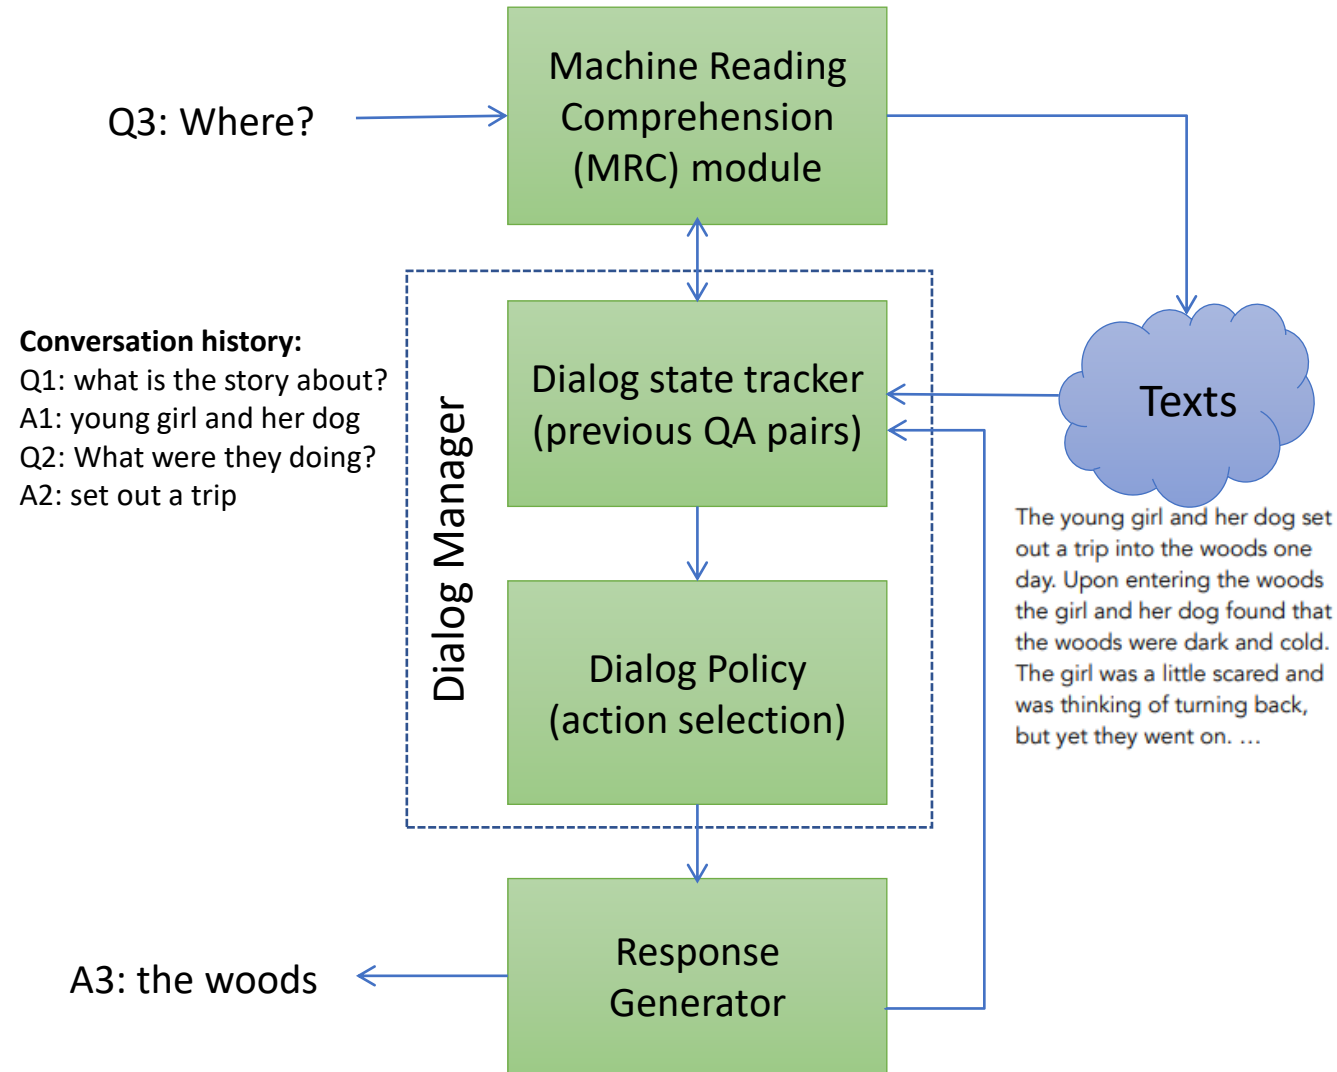 Machine Reading
Comprehension
(MRC) module
Q3: Where?
Conversation history:
Q1: what is the story about?
A1: young girl and her dog
Q2: What were they doing?
A2: set out a trip
Dialog Manager
Dialog state tracker
(previous QA pairs)
Texts
The young girl and her dog set
out a trip into the woods one
day. Upon entering the woods
the girl and her dog found that
the woods were dark and cold.
The girl was a little scared and
was thinking of turning back,
but yet they went on. …
Dialog Policy
(action selection)
Response
Generator
A3: the woods